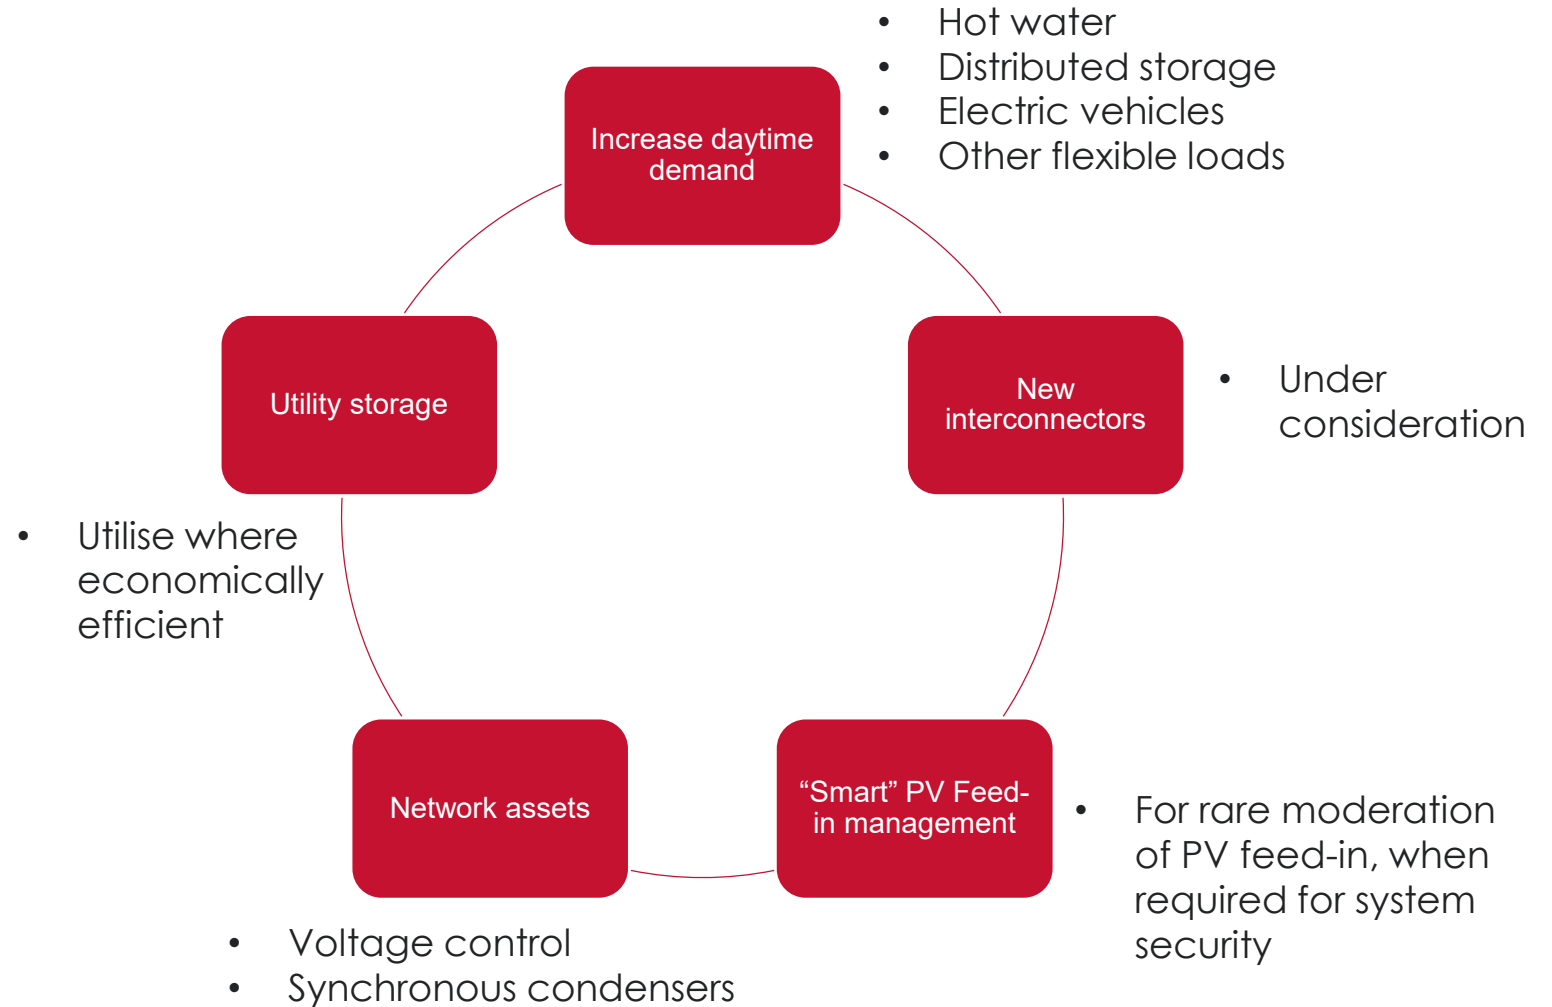 • Hot water
• Distributed storage
• Electric vehicles
• Other flexible loads
Increase daytime
demand
New
interconnectors
• Under
consideration
“Smart” PV Feed-
in management
• For rare moderation
of PV feed-in, when
required for system
security
Network assets
• Voltage control
• Synchronous condensers
Utility storage
• Utilise where
economically
efficient